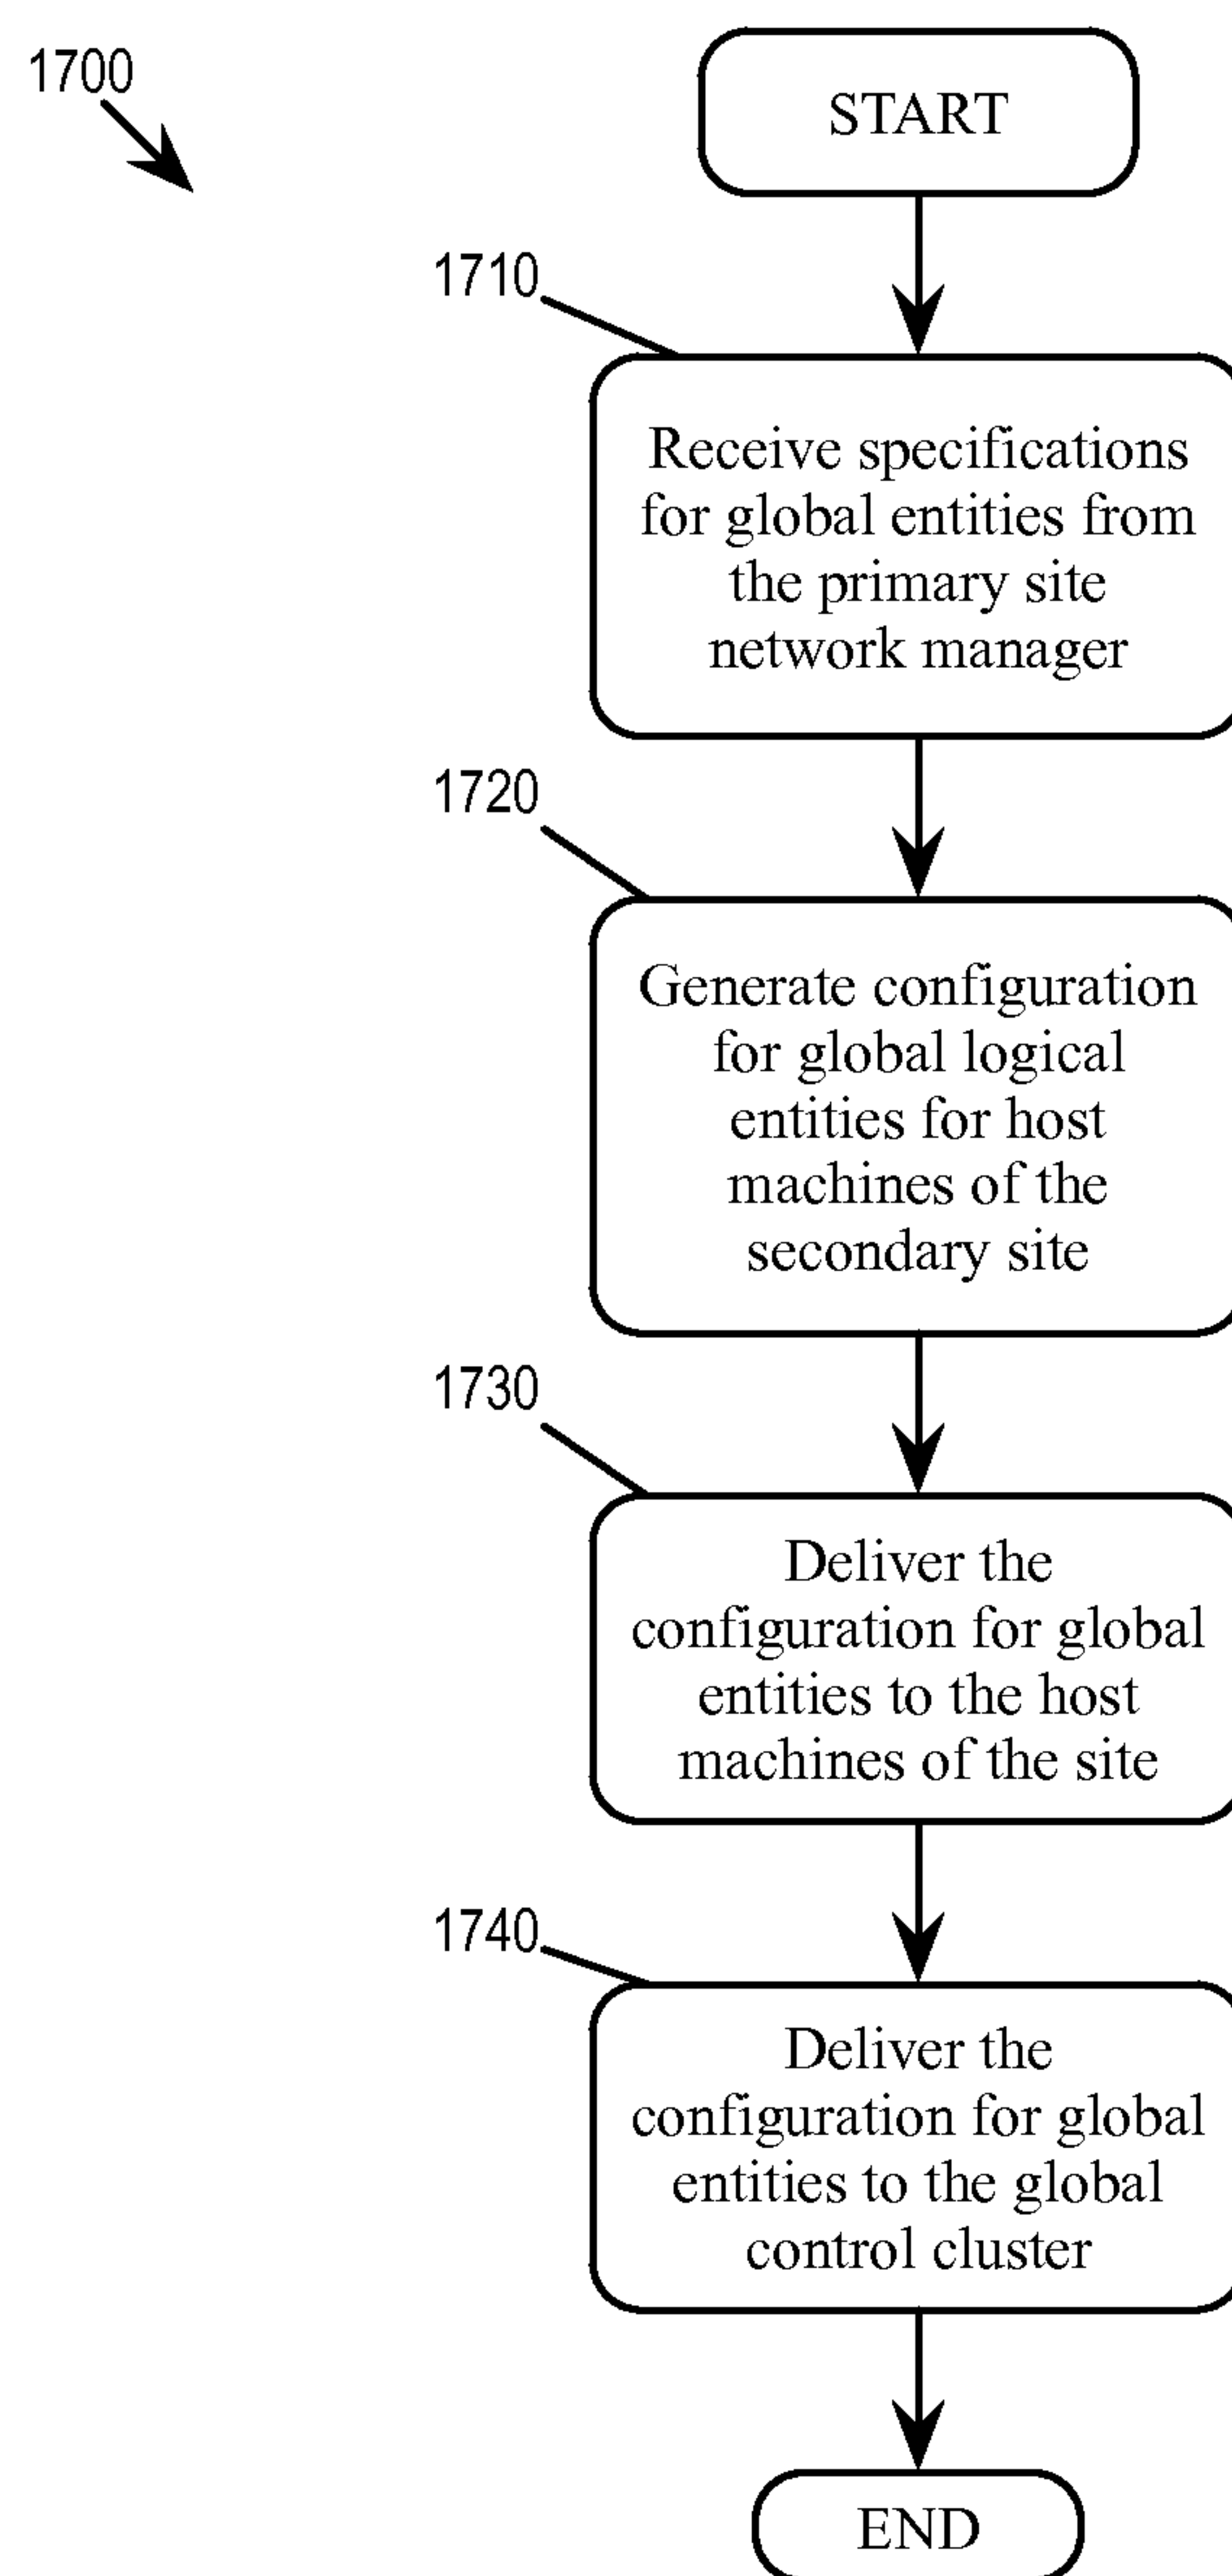 1700
START
1710
Receive specifications
for global entities from
the primary site
network manager
1720
Generate configuration
for global logical
entities for host
machines of the
secondary site
1730
Deliver the
configuration for global
entities to the host
machines of the site
1740
Deliver the
configuration for global
entities to the global
control cluster
END